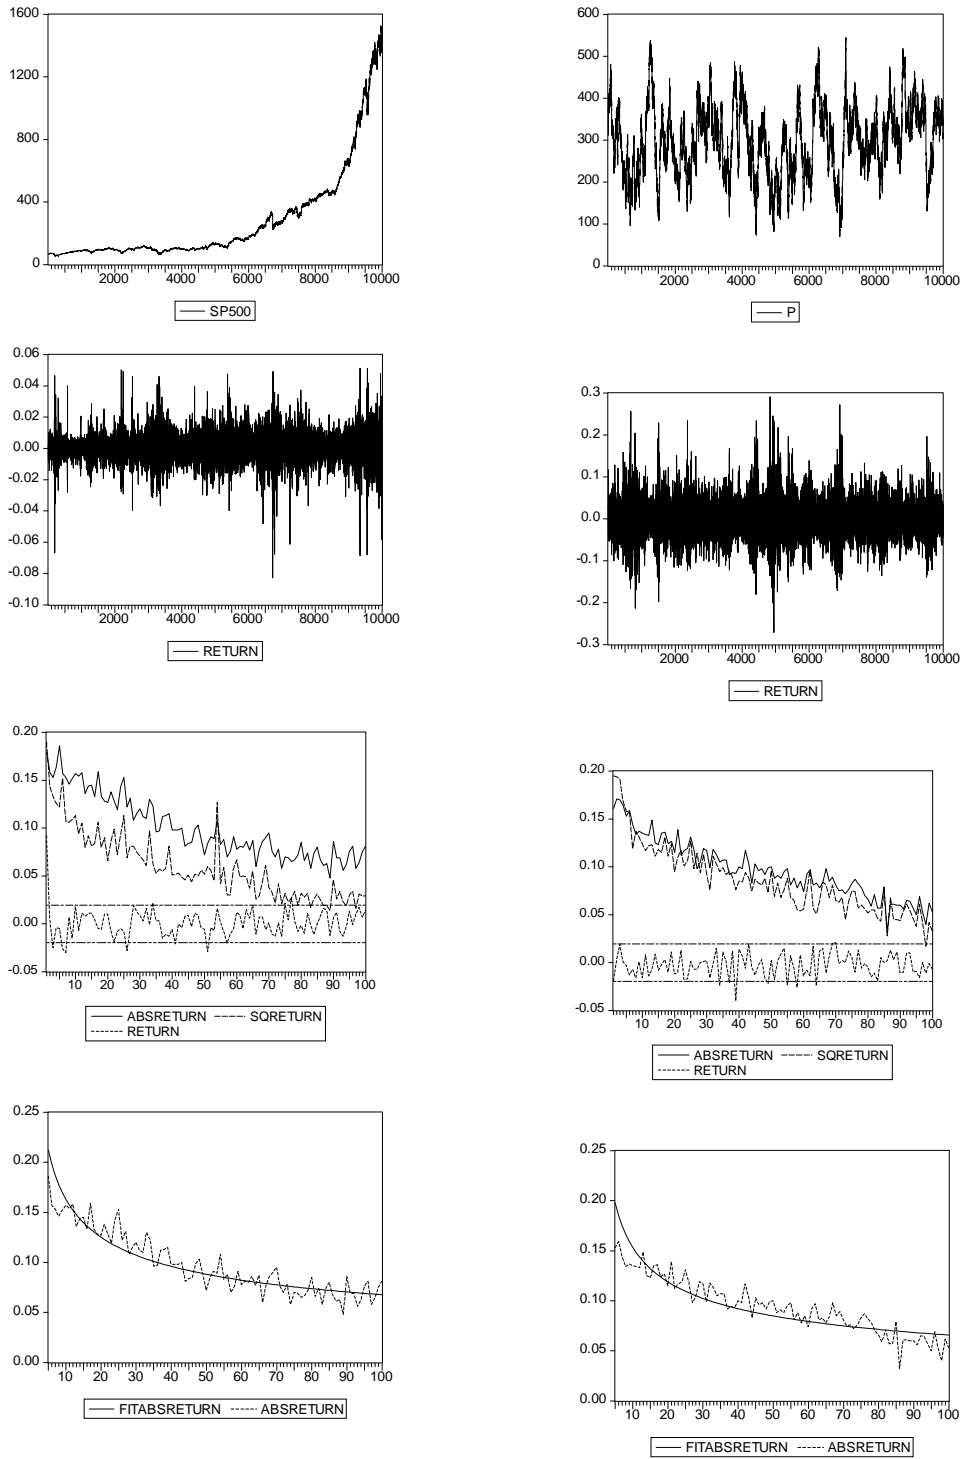 1600
1200
800
400
0
2000 4000 6000 8000 10000
SP500
600
500
400
300
200
100
0
2000 4000 6000 8000 10000
P
0.06
0.04
0.02
0.00
-0.02
-0.04
-0.06
-0.08
-0.10
2000 4000 6000 8000 10000
RETURN
0.3
0.2
0.1
0.0
-0.1
-0.2
-0.3
2000 4000 6000 8000 10000
RETURN
0.20
0.15
0.10
0.05
0.00
-0.05
10 20 30 40 50 60 70 80 90 100
ABSRETURN SQRETURN
RETURN
0.20
0.15
0.10
0.05
0.00
-0.05
10 20 30 40 50 60 70 80 90 100
ABSRETURN SQRETURN
RETURN
0.25
0.20
0.15
0.10
0.05
0.00
10 20 30 40 50 60 70 80 90 100
FITABSRETURN ABSRETURN
0.25
0.20
0.15
0.10
0.05
0.00
10 20 30 40 50 60 70 80 90 100
FITABSRETURN ABSRETURN